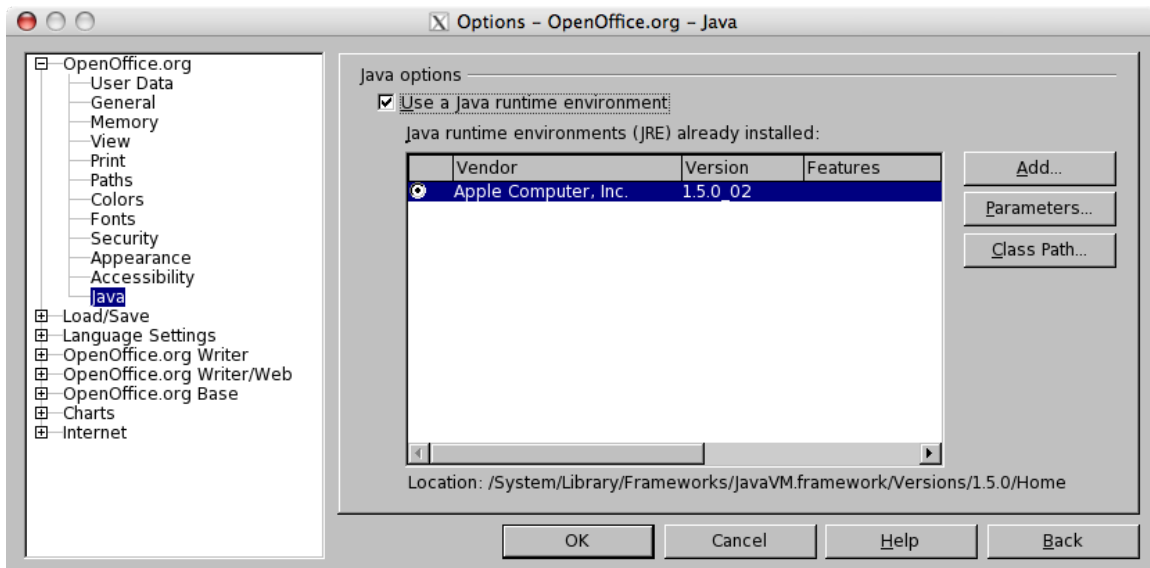 Options – OpenOffice.org – Java
OpenOffice.org
User Data
General
Memory
View
Print
Paths
Colors
Fonts
Security
Appearance
Accessibility
Java
Load/Save
Language Settings
OpenOffice.org Writer
OpenOffice.org Writer/Web
OpenOffice.org Base
Charts
Internet
Java options
Use a Java runtime environment
Java runtime environments (JRE) already installed:
Vendor Version Features
Apple Computer, Inc. 1.5.0_02
Add...
Parameters...
Class Path...
Location: /System/Library/Frameworks/JavaVM.framework/Versions/1.5.0/Home
OK Cancel Help Back